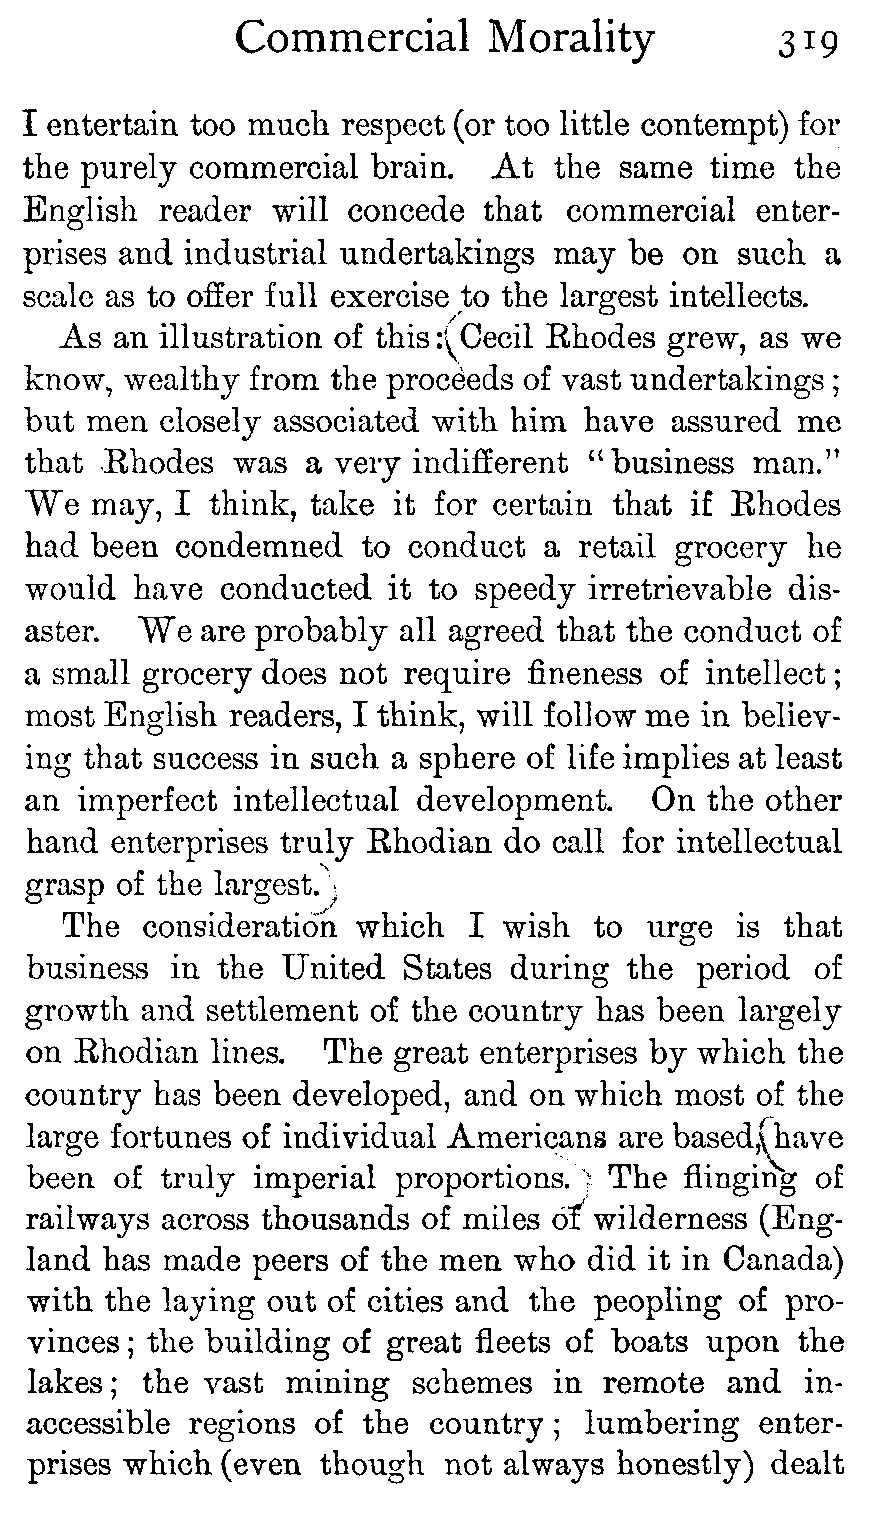 Commercial Morality 319
I entertain too much respect (or too little contempt) for
the purely commercial brain. At the same time the
English reader will concede that commercial enter-
prises and industrial undertakings may be on such a
scale as to offer full exercise to the largest intellects.
As an illustration of this: Cecil Rhodes grew, as we
know, wealthy from the proceeds of vast undertakings;
but men closely associated with him have assured me
that Rhodes was a very indifferent "business man."
We may, I think, take it for certain that if Rhodes
had been condemned to conduct a retail grocery he
would have conducted it to speedy irretrievable dis-
aster. We are probably all agreed that the conduct of
a small grocery does not require fineness of intellect;
most English readers, I think, will follow me in believ-
ing that success in such a sphere of life implies at least
an imperfect intellectual development. On the other
hand enterprises truly Rhodian do call for intellectual
grasp of the largest.
The consideration which I wish to urge is that
business in the United States during the period of
growth and settlement of the country has been largely
on Rhodian lines. The great enterprises by which the
country has been developed, and on which most of the
large fortunes of individual Americans are based, have
been of truly imperial proportions. The flinging of
railways across thousands of miles of wilderness (Eng-
land has made peers of the men who did it in Canada)
with the laying out of cities and the peopling of pro-
vinces; the building of great fleets of boats upon the
lakes; the vast mining schemes in remote and in-
accessible regions of the country; lumbering enter-
prises which (even though not always honestly) dealt